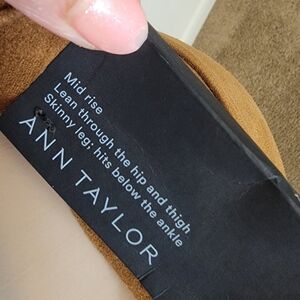 Mid rise
Lean through the hip and thigh
Skinny leg; hits below the ankle
ANN TAYLOR